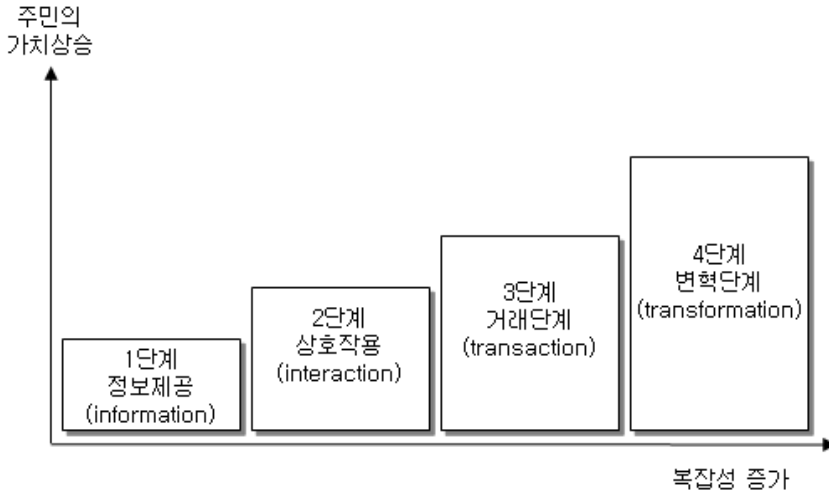 주민의
가치상승
1단계
정보제공
(information)
2단계
상호작용
(interaction)
3단계
거래단계
(transaction)
4단계
변혁단계
(transformation)
복잡성 증가